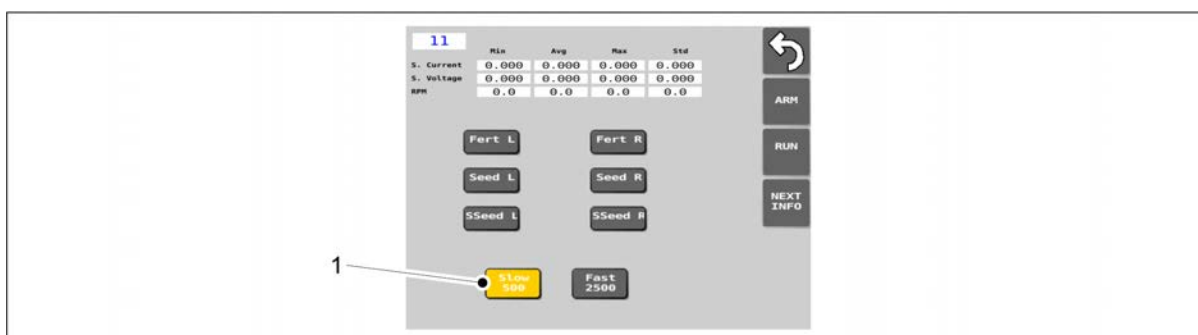 11
Min Avg Max Std
S. Current 0.000 0.000 0.000 0.000
S. Voltage 0.000 0.000 0.000 0.000
RPM 0.0 0.0 0.0 0.0
ARM
Fert L Fert R
RUN
Seed L Seed R
NEXT
INFO
SSeed L SSeed R
1
Slow
500
Fast
2500